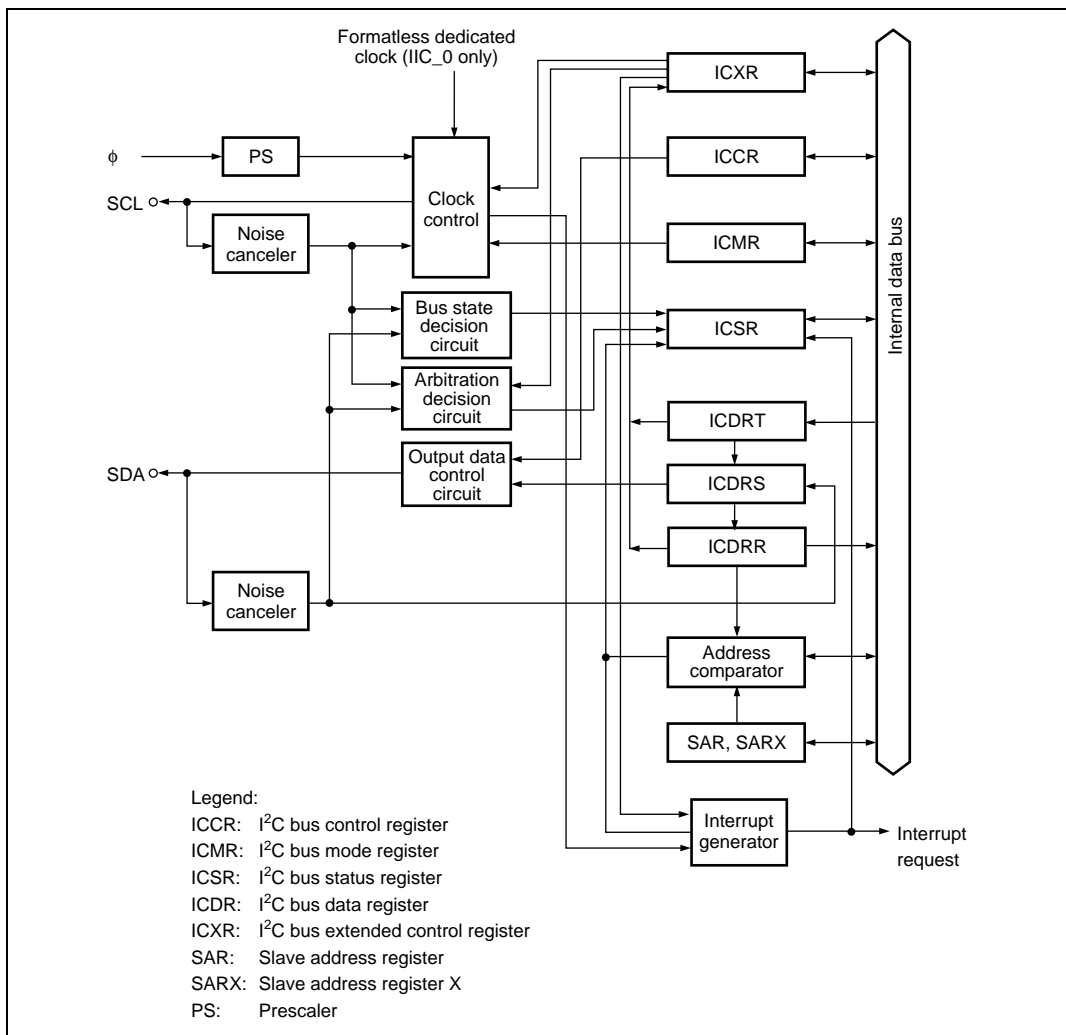 Formatless dedicated
clock (IIC_0 only)
ICXR
ϕ
PS
ICCR
SCL
Clock
control
Noise
canceler
ICMR
Bus state
decision
circuit
ICSR
Internal data bus
Arbitration
decision
circuit
ICDRT
SDA
Output data
control
circuit
ICDRS
ICDRR
Noise
canceler
Address
comparator
SAR, SARX
Legend:
ICCR: I²C bus control register
ICMR: I²C bus mode register
ICSR: I²C bus status register
ICDR: I²C bus data register
ICXR: I²C bus extended control register
SAR: Slave address register
SARX: Slave address register X
PS: Prescaler
Interrupt
generator
Interrupt
request